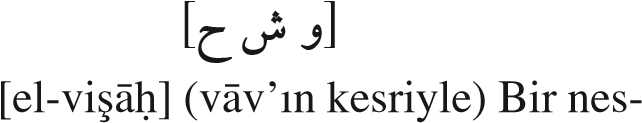 [و ش ح]
[el-vişāḥ] (vāv’ın kesriyle) Bir nes-